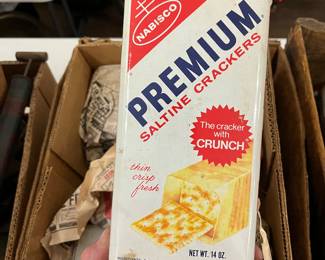 NABISCO
PREMIUM
SALTINE CRACKERS
The cracker
with
CRUNCH
thin
crisp
fresh
NET WT. 14 OZ.